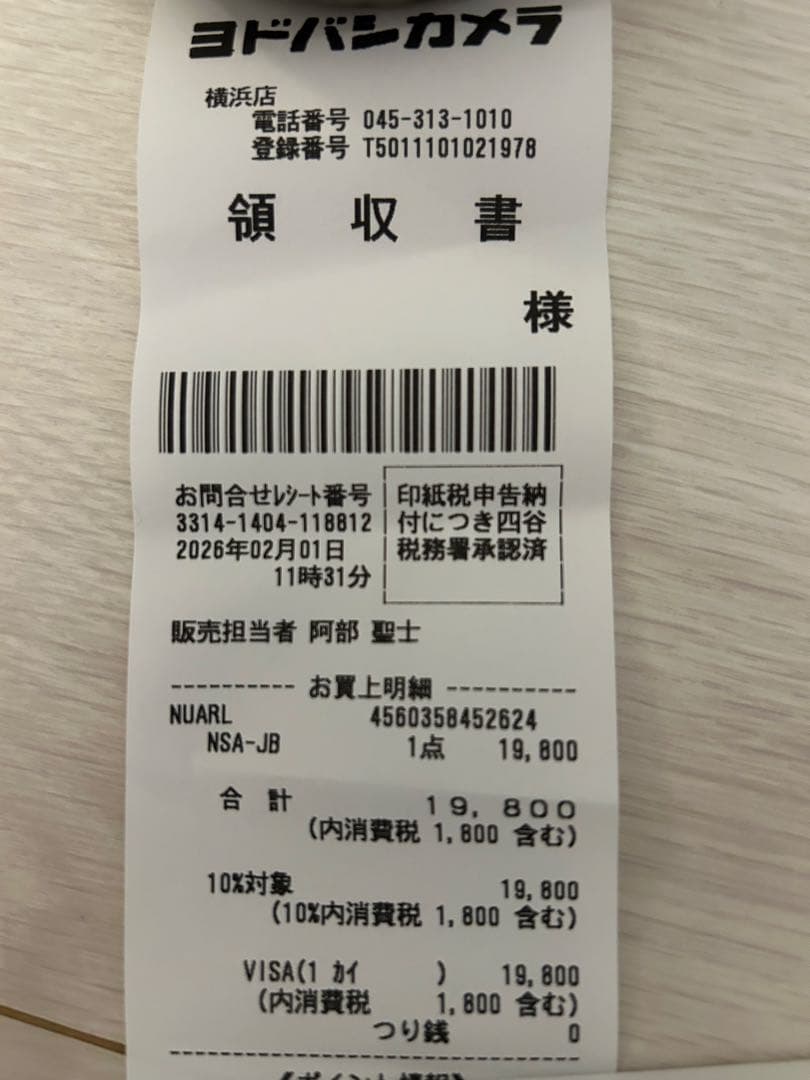 ヨドバシカメラ
横浜店
電話番号 045-313-1010
登録番号 T5011101021978
領 収 書
様
お問合せﾚｼｰﾄ番号
3314-1404-118812
2026年02月01日
11時31分
印紙税申告納
付につき四谷
税務署承認済
販売担当者 阿部 聖士
---------- お買上明細 ----------
NUARL 4560358452624
NSA-JB 1点 19,800
合 計 19,800
(内消費税 1,800 含む)
10%対象 19,800
(10%内消費税 1,800 含む)
VISA(1 ｶｲ ) 19,800
(内消費税 1,800 含む)
つり銭 0
--------------------------------
《ポイント情報》